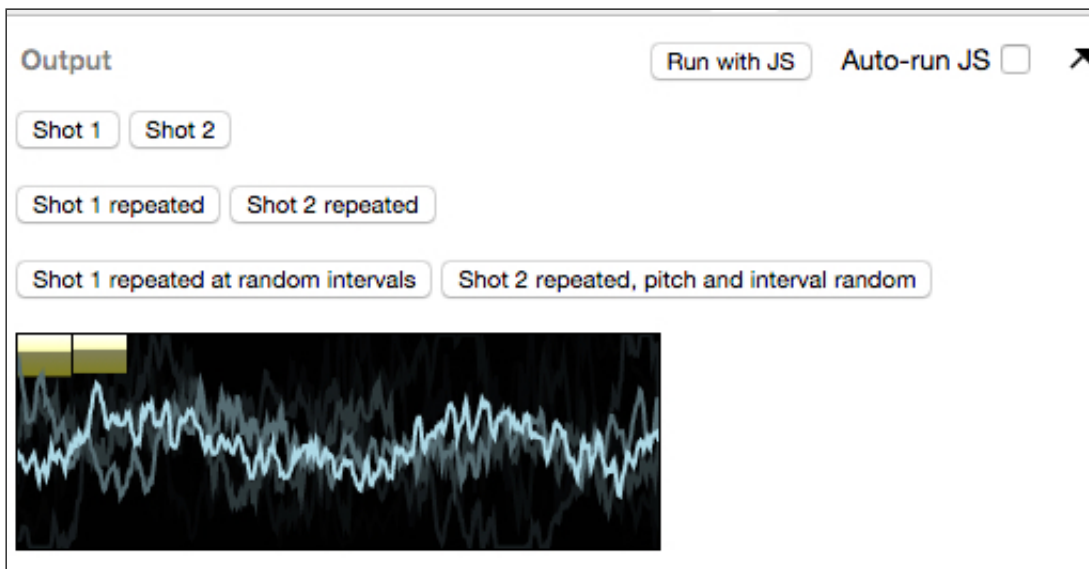 Output Run with JS Auto-run JS
Shot 1 Shot 2
Shot 1 repeated Shot 2 repeated
Shot 1 repeated at random intervals Shot 2 repeated, pitch and interval random